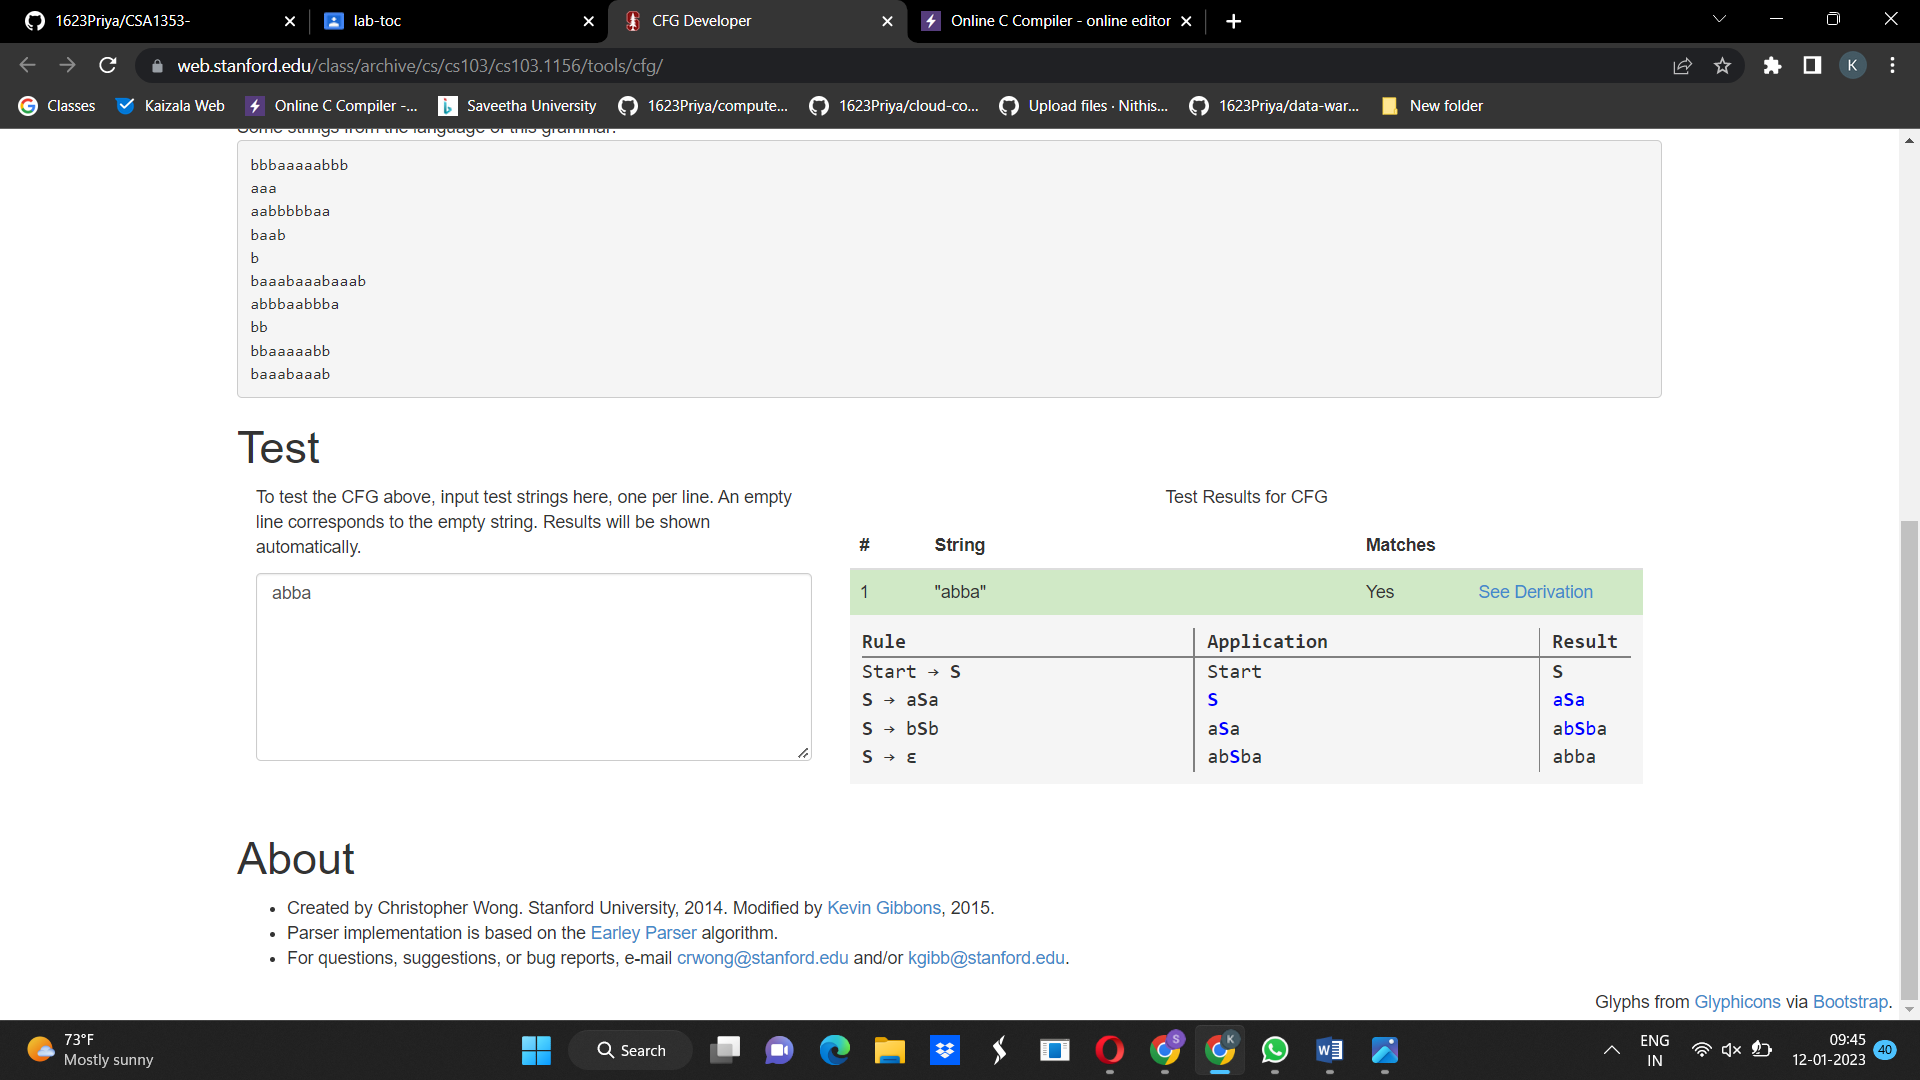 1623Priya/CSA1353-
lab-toc
CFG Developer
Online C Compiler - online editor
web.stanford.edu/class/archive/cs/cs103/cs103.1156/tools/cfg/
K
Classes
Kaizala Web
Online C Compiler -...
Saveetha University
1623Priya/compute...
1623Priya/cloud-co...
Upload files · Nithis...
1623Priya/data-war...
New folder
Some strings from the language of this grammar:
bbbaaaaabbb
aaa
aabbbbbaa
baab
b
baaabaaabaaab
abbbaabbba
bb
bbaaaaabb
baaabaaab
Test
To test the CFG above, input test strings here, one per line. An empty
line corresponds to the empty string. Results will be shown
automatically.
abba
Test Results for CFG
# String Matches
1 "abba" Yes See Derivation
Rule Application Result
Start → S Start S
S → aSa S aSa
S → bSb aSa abSba
S → ε abSba abba
About
• Created by Christopher Wong. Stanford University, 2014. Modified by Kevin Gibbons, 2015.
• Parser implementation is based on the Earley Parser algorithm.
• For questions, suggestions, or bug reports, e-mail crwong@stanford.edu and/or kgibb@stanford.edu.
Glyphs from Glyphicons via Bootstrap.
73°F
Mostly sunny
Search
S
K
ENG
IN
09:45
12-01-2023
40